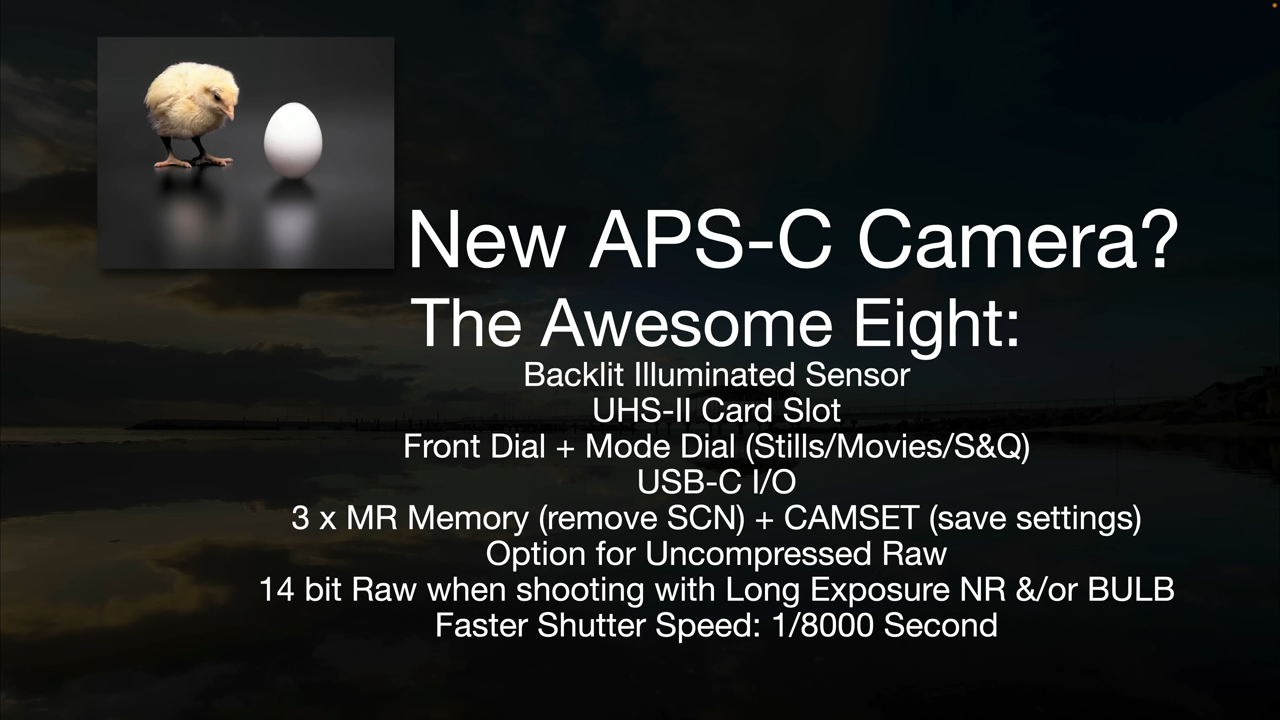 New APS-C Camera?
The Awesome Eight:
Backlit Illuminated Sensor
UHS-II Card Slot
Front Dial + Mode Dial (Stills/Movies/S&Q)
USB-C I/O
3 x MR Memory (remove SCN) + CAMSET (save settings)
Option for Uncompressed Raw
14 bit Raw when shooting with Long Exposure NR &/or BULB
Faster Shutter Speed: 1/8000 Second